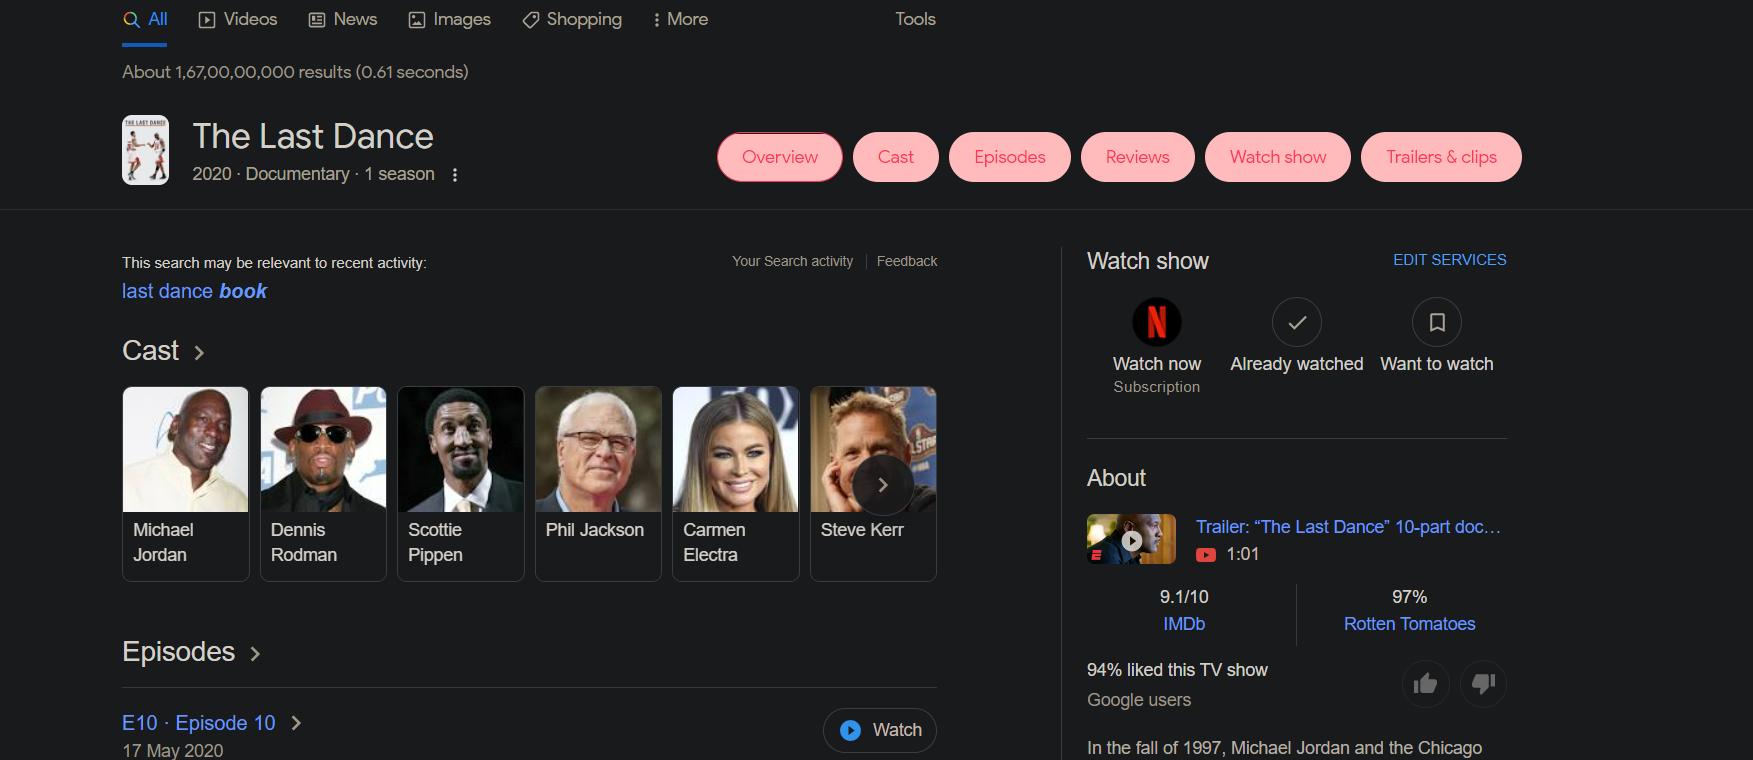 All Videos News Images Shopping More Tools
About 1,67,00,00,000 results (0.61 seconds)
THE LAST DANCE
The Last Dance
2020 · Documentary · 1 season
Overview Cast Episodes Reviews Watch show Trailers & clips
This search may be relevant to recent activity:
Your Search activity Feedback
last dance book
Cast
Michael
Jordan
Dennis
Rodman
Scottie
Pippen
Phil Jackson
Carmen
Electra
Steve Kerr
Episodes
E10 · Episode 10
Watch
17 May 2020
Watch show
EDIT SERVICES
Watch now
Subscription
Already watched
Want to watch
About
Trailer: “The Last Dance” 10-part doc…
1:01
9.1/10
IMDb
97%
Rotten Tomatoes
94% liked this TV show
Google users
In the fall of 1997, Michael Jordan and the Chicago